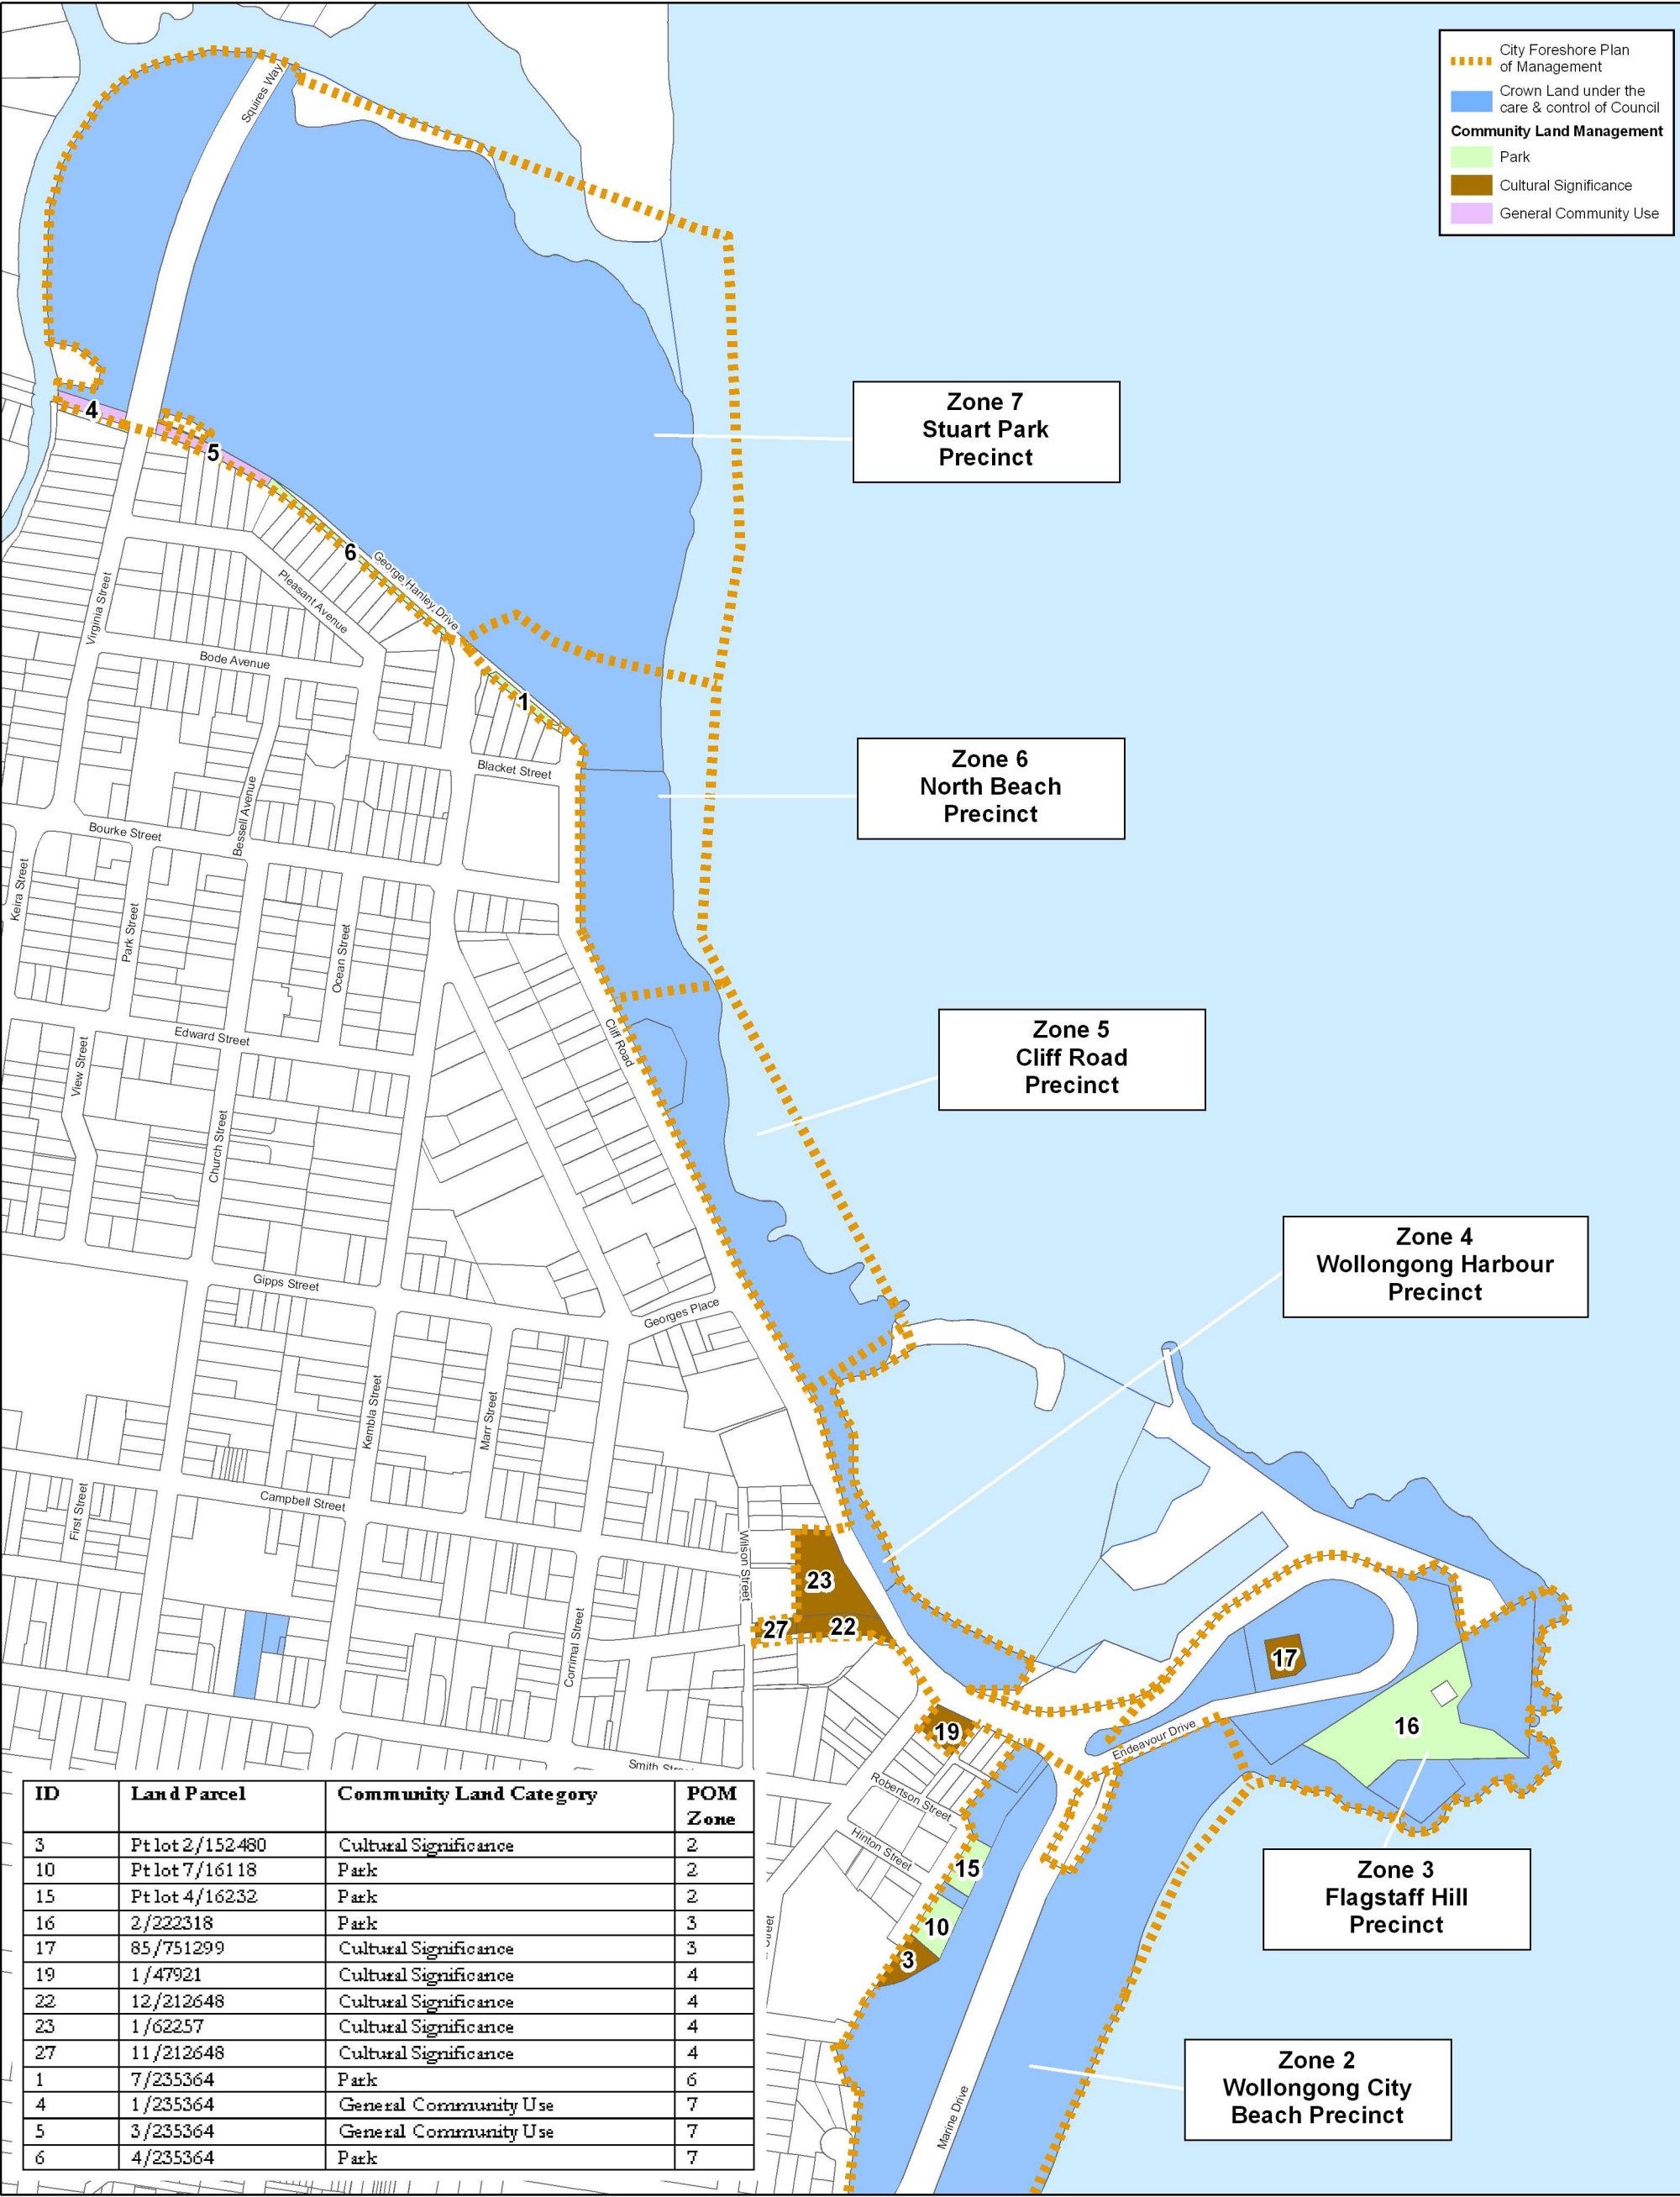 City Foreshore Plan
of Management
Crown Land under the
care & control of Council
Community Land Management
Park
Cultural Significance
General Community Use
Squires Way
4
5
6
George Hanley Drive
Pleasant Avenue
Virginia Street
Bode Avenue
1
Blacket Street
Bessell Avenue
Bourke Street
Keira Street
Park Street
Ocean Street
Edward Street
View Street
Church Street
Cliff Road
Gipps Street
Georges Place
Kembla Street
Marr Street
First Street
Campbell Street
Wilson Street
Corrimal Street
Smith
23
27
22
17
19
16
Endeavour Drive
Robertson Street
Hinton Street
15
10
3
Marine Drive
Zone 7
Stuart Park
Precinct
Zone 6
North Beach
Precinct
Zone 5
Cliff Road
Precinct
Zone 4
Wollongong Harbour
Precinct
Zone 3
Flagstaff Hill
Precinct
Zone 2
Wollongong City
Beach Precinct
ID Land Parcel Community Land Category POM Zone
3 Pt lot 2/152480 Cultural Significance 2
10 Pt lot 7/16118 Park 2
15 Pt lot 4/16232 Park 2
16 2/222318 Park 3
17 85/751299 Cultural Significance 3
19 1/47921 Cultural Significance 4
22 12/212648 Cultural Significance 4
23 1/62257 Cultural Significance 4
27 11/212648 Cultural Significance 4
1 7/235364 Park 6
4 1/235364 General Community Use 7
5 3/235364 General Community Use 7
6 4/235364 Park 7